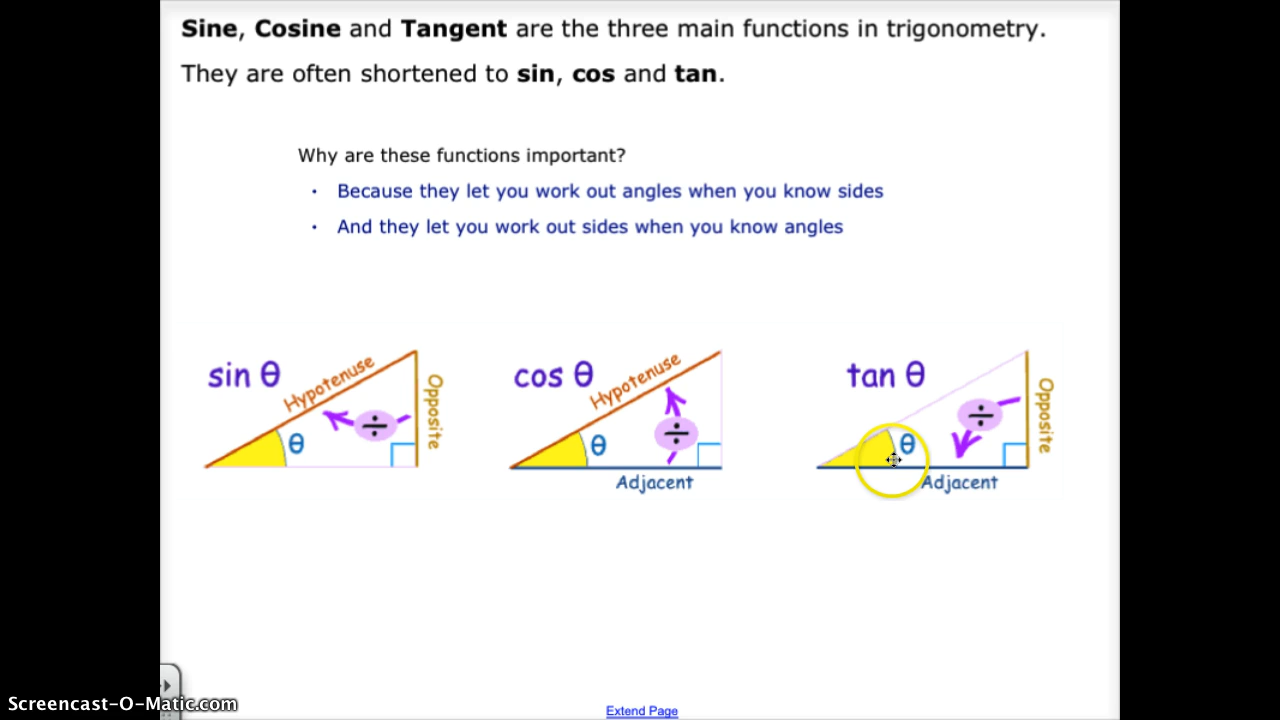 Sine, Cosine and Tangent are the three main functions in trigonometry.
They are often shortened to sin, cos and tan.
Why are these functions important?
· Because they let you work out angles when you know sides
· And they let you work out sides when you know angles
sin θ
Hypotenuse
Opposite
÷
θ
cos θ
Hypotenuse
÷
θ
Adjacent
tan θ
Opposite
÷
θ
Adjacent
Screencast-O-Matic.com
Extend Page